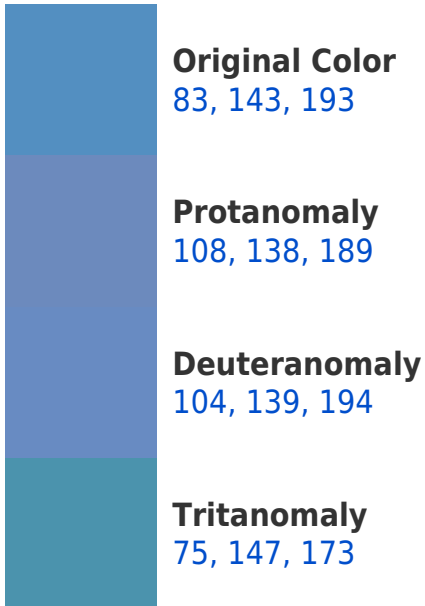 Original Color
83, 143, 193
Protanomaly
108, 138, 189
Deuteranomaly
104, 139, 194
Tritanomaly
75, 147, 173